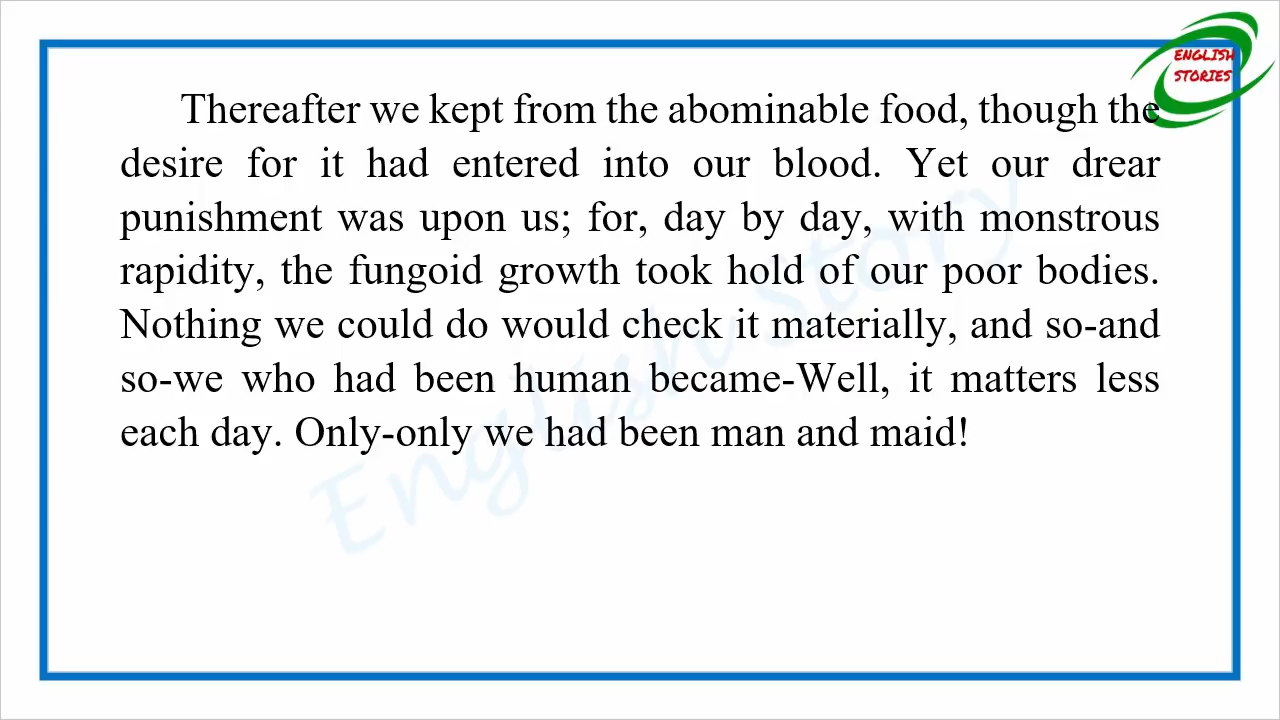 ENGLISH
STORIES
Thereafter we kept from the abominable food, though the
desire for it had entered into our blood. Yet our drear
punishment was upon us; for, day by day, with monstrous
rapidity, the fungoid growth took hold of our poor bodies.
Nothing we could do would check it materially, and so-and
so-we who had been human became-Well, it matters less
each day. Only-only we had been man and maid!
English Story